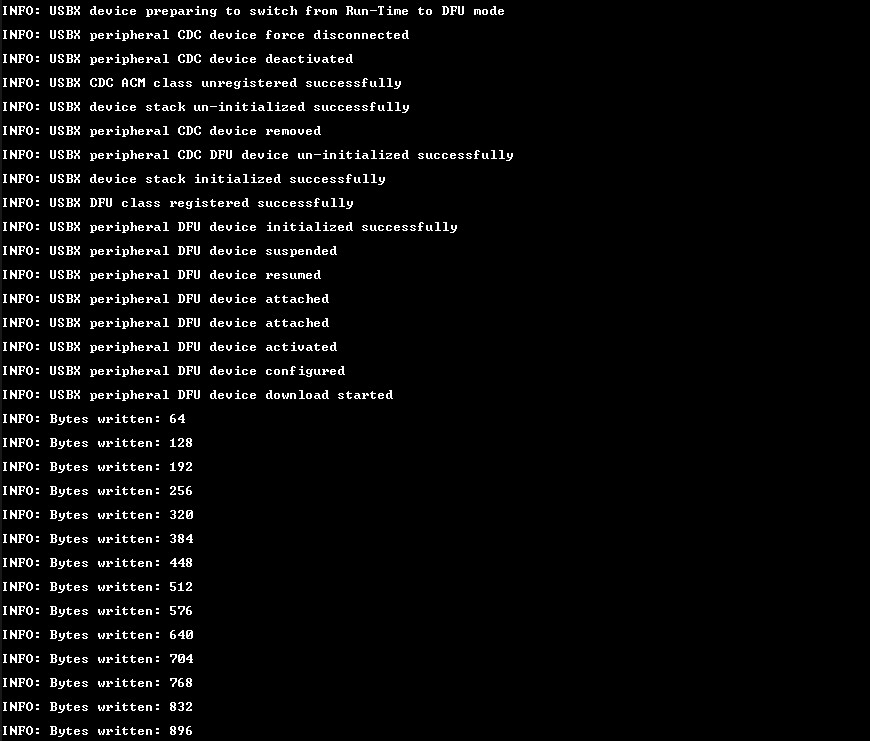 INFO: USBX device preparing to switch from Run-Time to DFU mode
INFO: USBX peripheral CDC device force disconnected
INFO: USBX peripheral CDC device deactivated
INFO: USBX CDC ACM class unregistered successfully
INFO: USBX device stack un-initialized successfully
INFO: USBX peripheral CDC device removed
INFO: USBX peripheral CDC DFU device un-initialized successfully
INFO: USBX device stack initialized successfully
INFO: USBX DFU class registered successfully
INFO: USBX peripheral DFU device initialized successfully
INFO: USBX peripheral DFU device suspended
INFO: USBX peripheral DFU device resumed
INFO: USBX peripheral DFU device attached
INFO: USBX peripheral DFU device attached
INFO: USBX peripheral DFU device activated
INFO: USBX peripheral DFU device configured
INFO: USBX peripheral DFU device download started
INFO: Bytes written: 64
INFO: Bytes written: 128
INFO: Bytes written: 192
INFO: Bytes written: 256
INFO: Bytes written: 320
INFO: Bytes written: 384
INFO: Bytes written: 448
INFO: Bytes written: 512
INFO: Bytes written: 576
INFO: Bytes written: 640
INFO: Bytes written: 704
INFO: Bytes written: 768
INFO: Bytes written: 832
INFO: Bytes written: 896